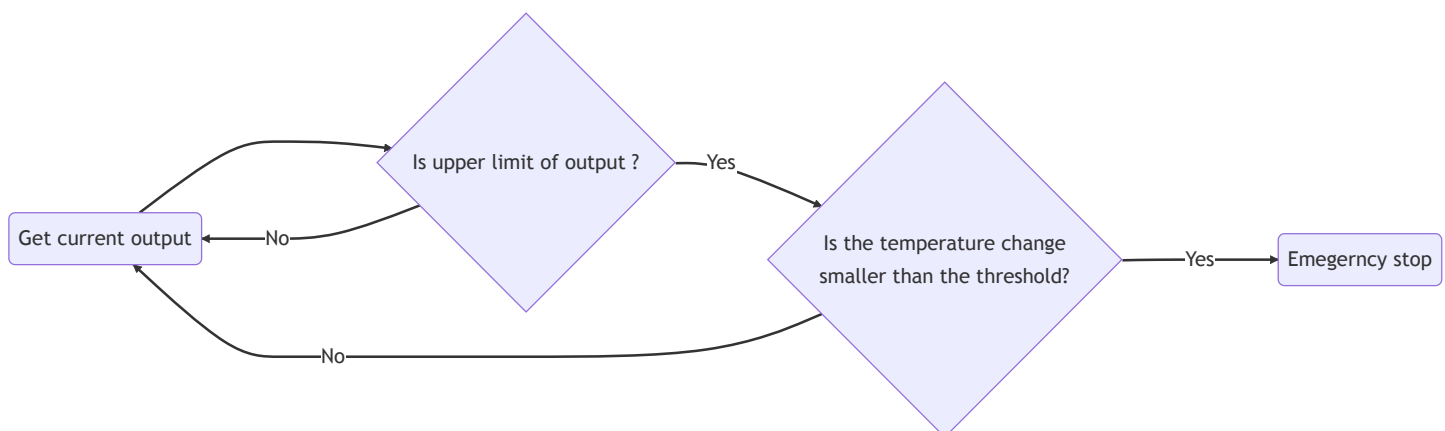 Get current output
Is upper limit of output ?
No
Yes
Is the temperature change
smaller than the threshold?
No
Yes
Emegerncy stop